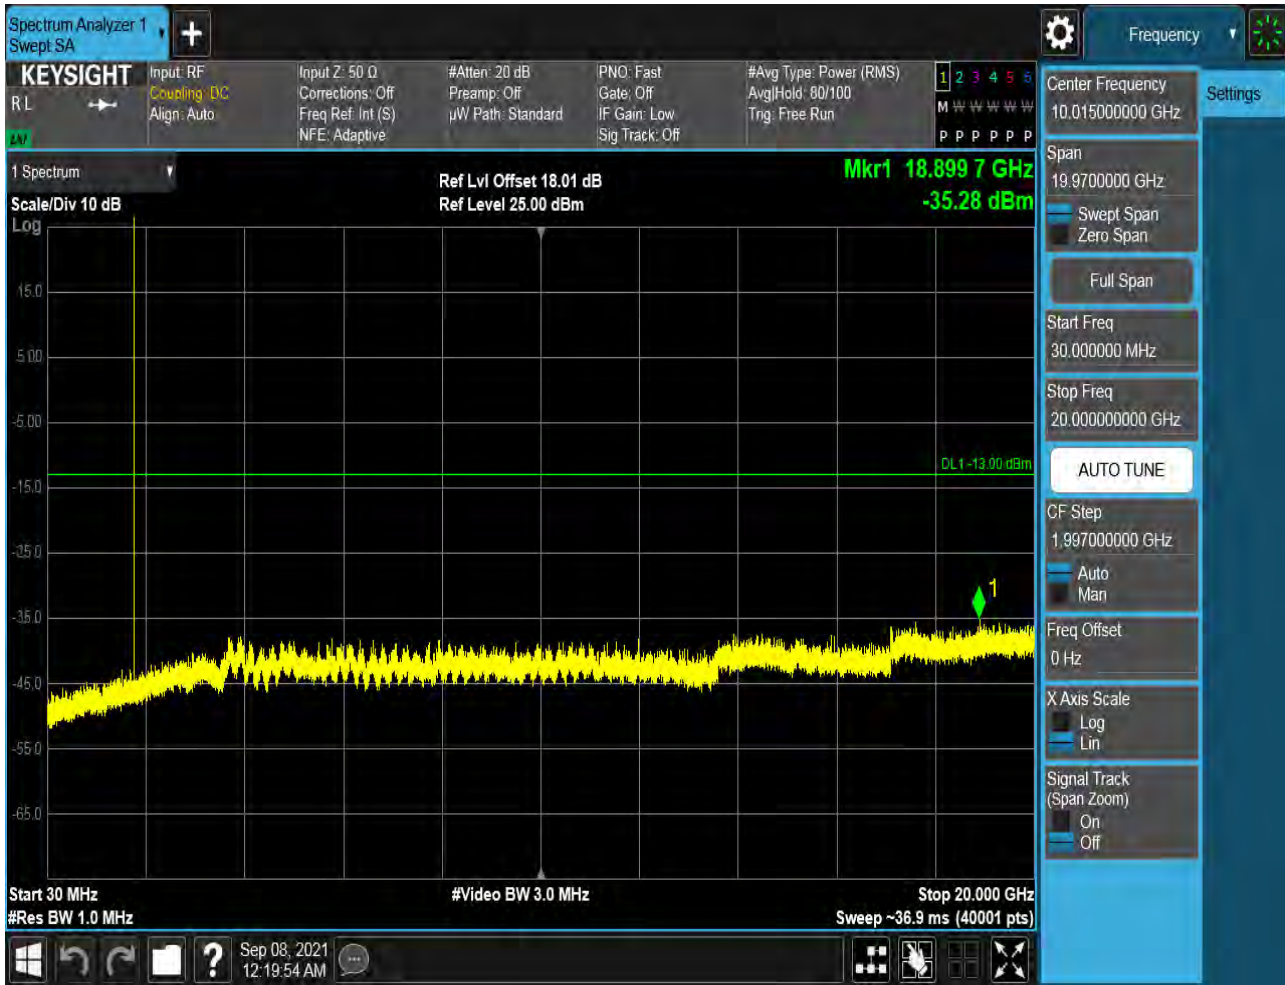 Spectrum Analyzer 1
Swept SA
Frequency
KEYSIGHT
R L
Input: RF
Coupling: DC
Align: Auto
Input Z: 50 Ω
Corrections: Off
Freq Ref: Int (S)
NFE: Adaptive
#Atten: 20 dB
Preamp: Off
µW Path: Standard
PNO: Fast
Gate: Off
IF Gain: Low
Sig Track: Off
#Avg Type: Power (RMS)
Avg|Hold: 80/100
Trig: Free Run
1 2 3 4 5 6
M W W W W W
P P P P P P
1 Spectrum
Scale/Div 10 dB
Log
Ref Lvl Offset 18.01 dB
Ref Level 25.00 dBm
Mkr1 18.899 7 GHz
-35.28 dBm
15.0
5.00
-5.00
DL1 -13.00 dBm
-15.0
-25.0
1
-35.0
-45.0
-55.0
-65.0
Start 30 MHz
#Res BW 1.0 MHz
#Video BW 3.0 MHz
Stop 20.000 GHz
Sweep ~36.9 ms (40001 pts)
Sep 08, 2021
12:19:54 AM
Center Frequency
10.015000000 GHz
Settings
Span
19.9700000 GHz
Swept Span
Zero Span
Full Span
Start Freq
30.000000 MHz
Stop Freq
20.000000000 GHz
AUTO TUNE
CF Step
1.997000000 GHz
Auto
Man
Freq Offset
0 Hz
X Axis Scale
Log
Lin
Signal Track
(Span Zoom)
On
Off